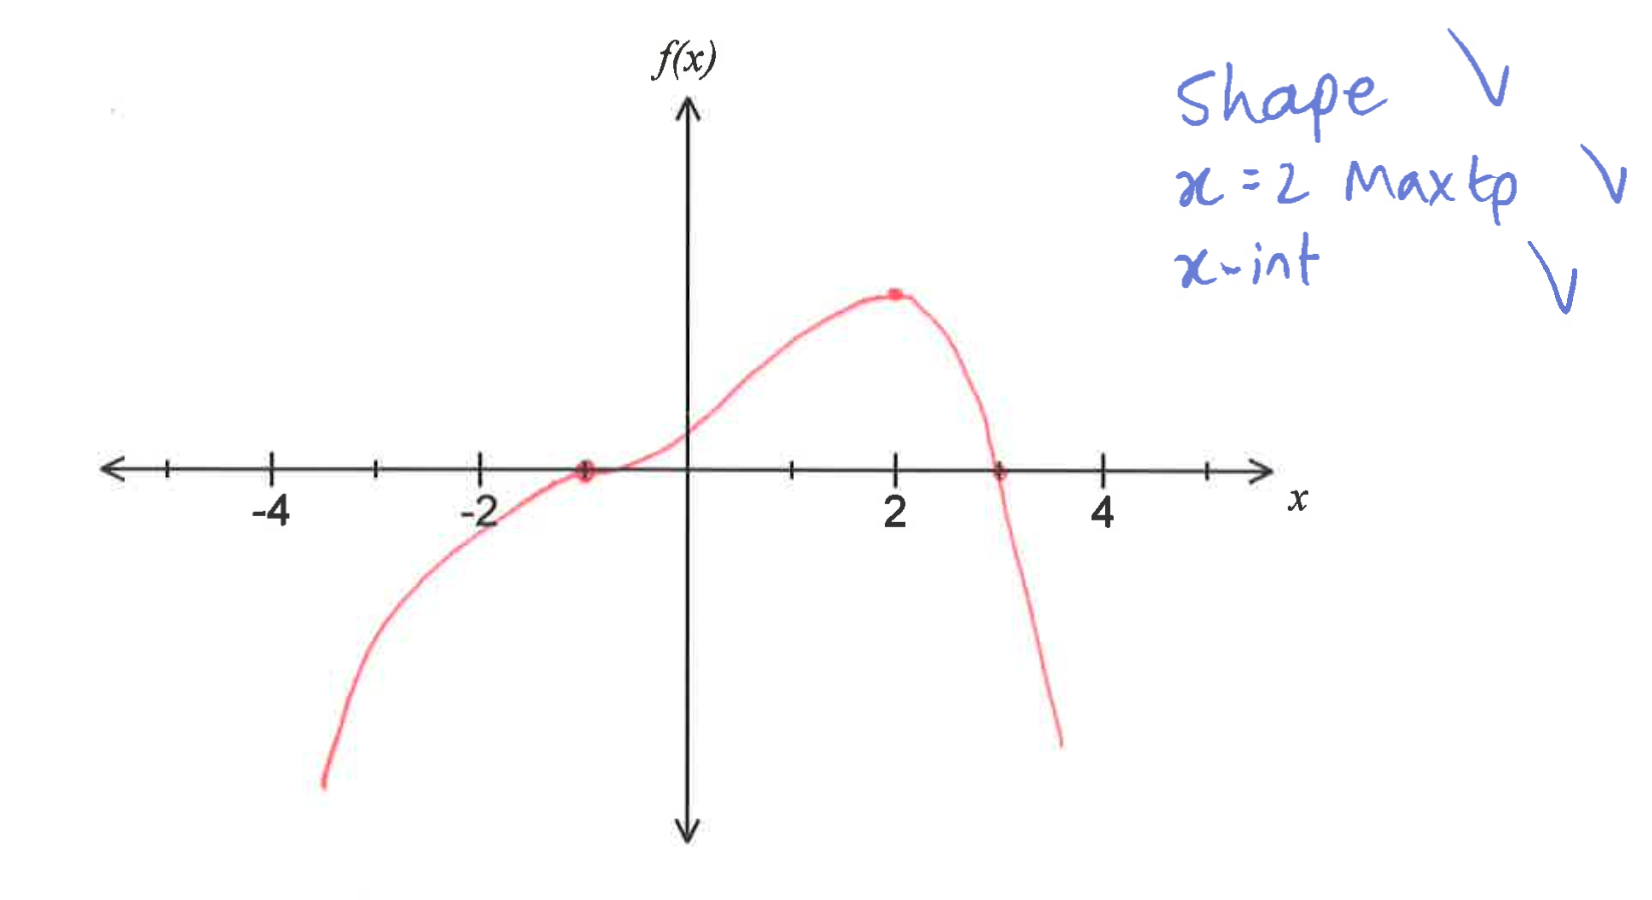 f(x)
Shape
x = 2 Max tp
x-int
-4 -2 2 4
x